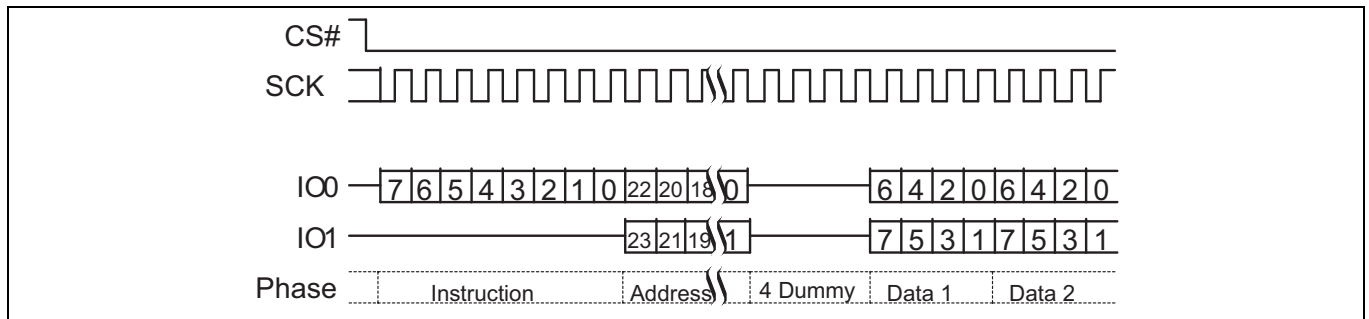 CS#
SCK
IO0 7 6 5 4 3 2 1 0 22 20 18 0 6 4 2 0 6 4 2 0
IO1 23 21 19 1 7 5 3 1 7 5 3 1
Phase Instruction Address 4 Dummy Data 1 Data 2